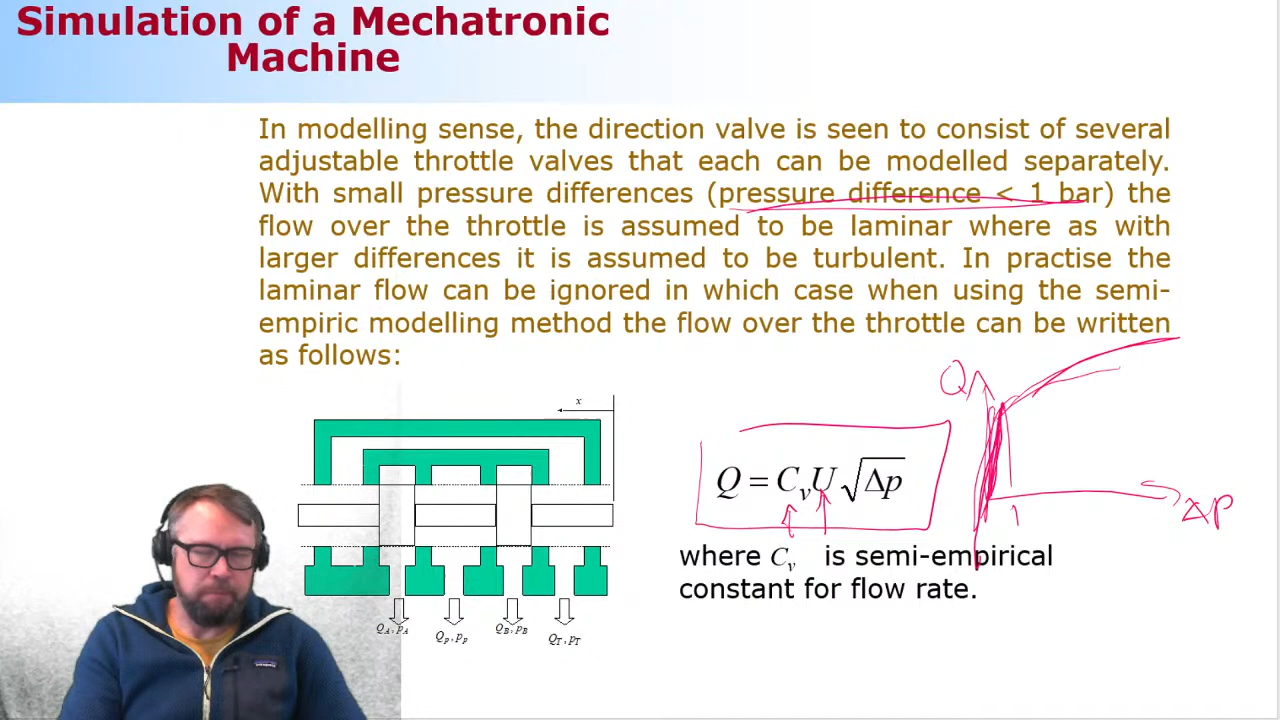 Simulation of a Mechatronic
Machine
In modelling sense, the direction valve is seen to consist of several
adjustable throttle valves that each can be modelled separately.
With small pressure differences (pressure difference < 1 bar) the
flow over the throttle is assumed to be laminar where as with
larger differences it is assumed to be turbulent. In practise the
laminar flow can be ignored in which case when using the semi-
empiric modelling method the flow over the throttle can be written
as follows:
x
Q_A, p_A
Q_P, p_P
Q_B, p_B
Q_T, p_T
Q = C_v U √Δp
where C_v is semi-empirical
constant for flow rate.
Q
ΔP
1
patagonia